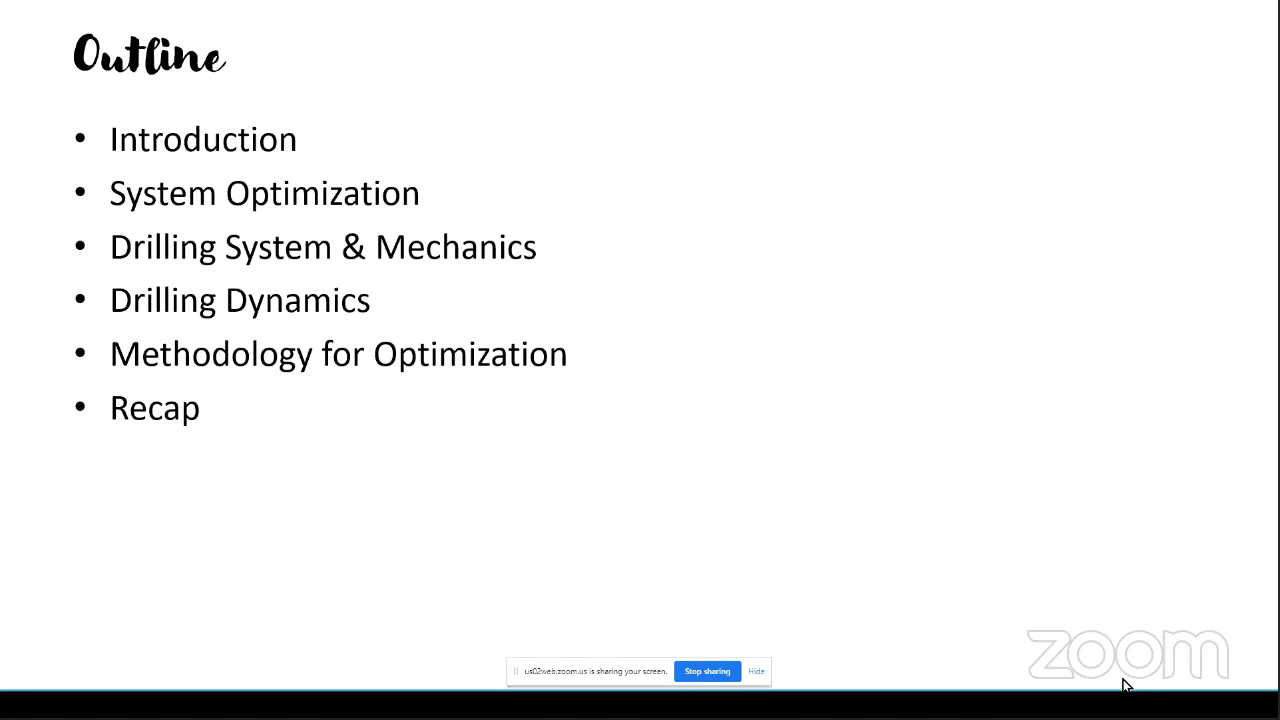 Outline
• Introduction
• System Optimization
• Drilling System & Mechanics
• Drilling Dynamics
• Methodology for Optimization
• Recap
zoom
us02web.zoom.us is sharing your screen. Stop sharing Hide